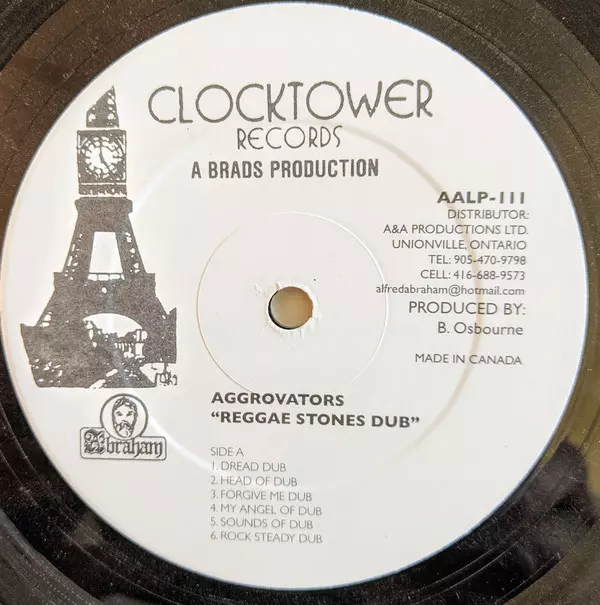 CLOCKTOWER
RECORDS
A BRADS PRODUCTION
AALP-111
DISTRIBUTOR:
A&A PRODUCTIONS LTD.
UNIONVILLE, ONTARIO
TEL: 905-470-9798
CELL: 416-688-9573
alfredabraham@hotmail.com
PRODUCED BY:
B. Osbourne
MADE IN CANADA
Abraham
AGGROVATORS
“REGGAE STONES DUB”
SIDE A
1. DREAD DUB
2. HEAD OF DUB
3. FORGIVE ME DUB
4. MY ANGEL OF DUB
5. SOUNDS OF DUB
6. ROCK STEADY DUB